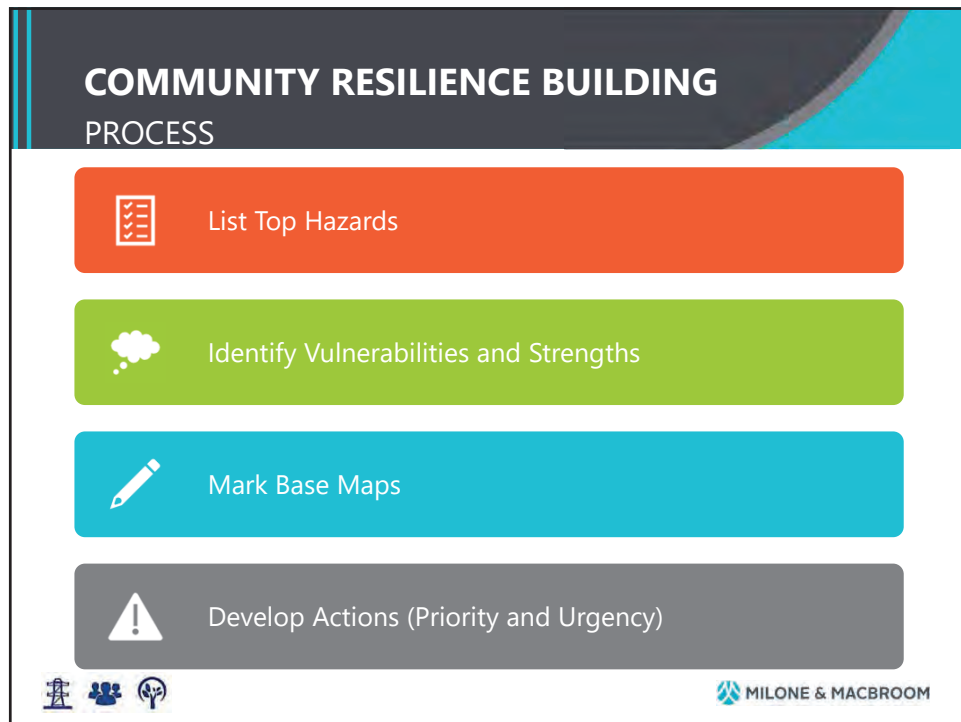 COMMUNITY RESILIENCE BUILDING
PROCESS
List Top Hazards
Identify Vulnerabilities and Strengths
Mark Base Maps
Develop Actions (Priority and Urgency)
MILONE & MACBROOM